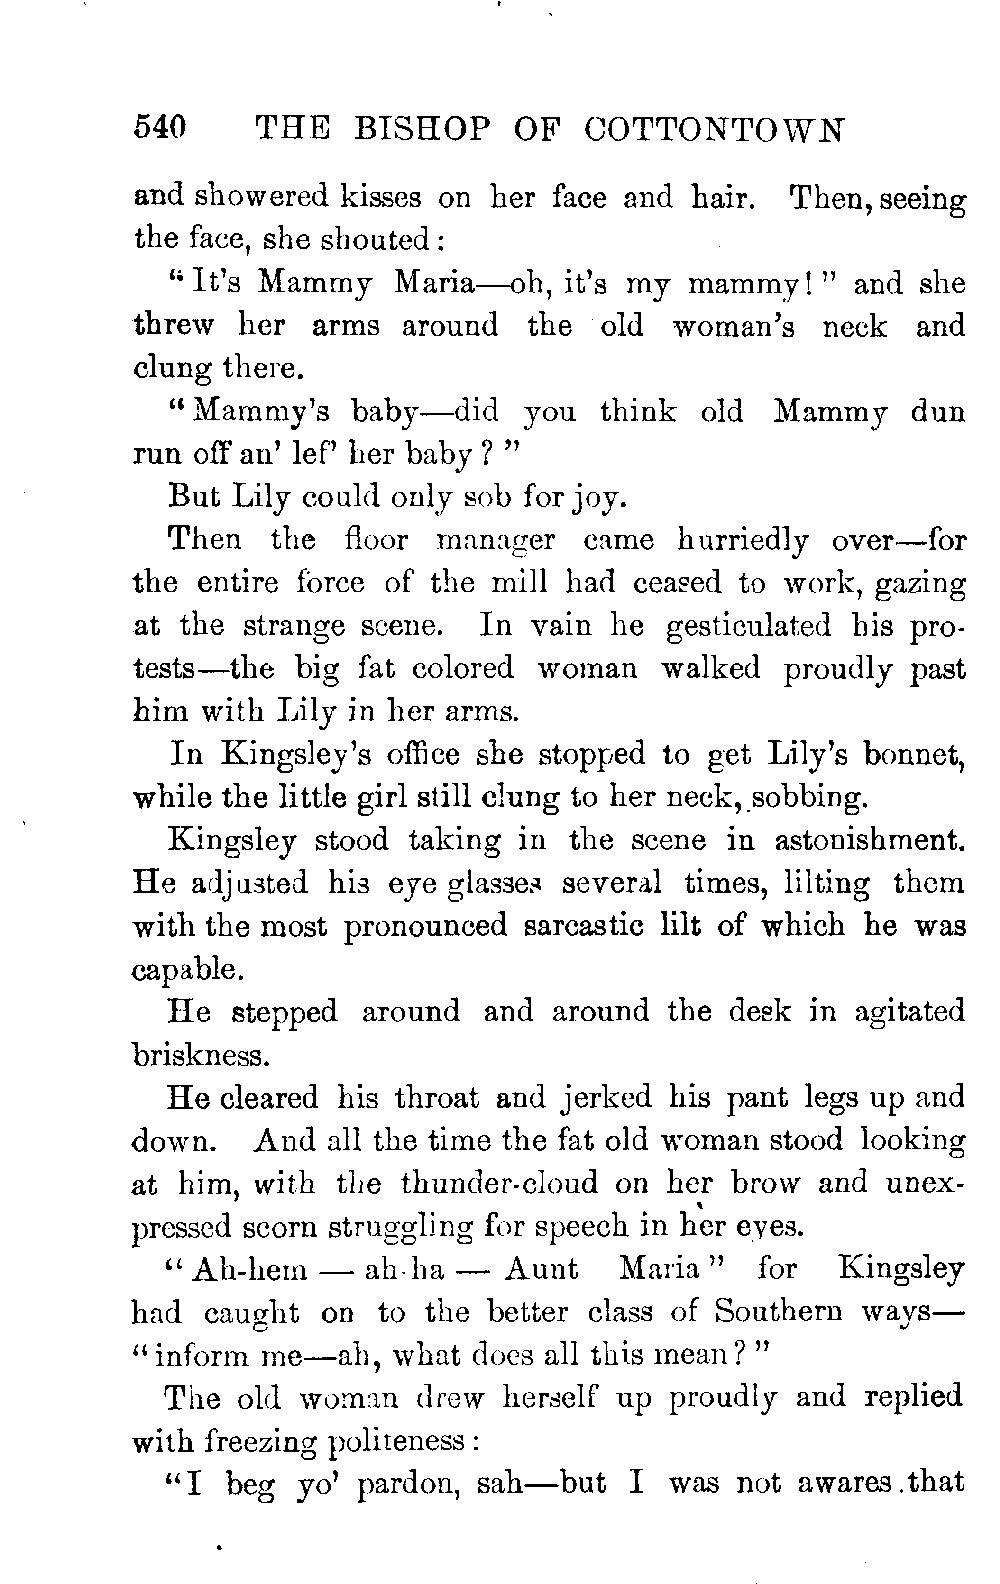 540 THE BISHOP OF COTTONTOWN
and showered kisses on her face and hair. Then, seeing
the face, she shouted:
"It's Mammy Maria—oh, it's my mammy!" and she
threw her arms around the old woman's neck and
clung there.
"Mammy's baby—did you think old Mammy dun
run off an' lef' her baby?"
But Lily could only sob for joy.
Then the floor manager came hurriedly over—for
the entire force of the mill had ceased to work, gazing
at the strange scene. In vain he gesticulated his pro-
tests—the big fat colored woman walked proudly past
him with Lily in her arms.
In Kingsley's office she stopped to get Lily's bonnet,
while the little girl still clung to her neck, sobbing.
Kingsley stood taking in the scene in astonishment.
He adjusted his eye glasses several times, lilting them
with the most pronounced sarcastic lilt of which he was
capable.
He stepped around and around the desk in agitated
briskness.
He cleared his throat and jerked his pant legs up and
down. And all the time the fat old woman stood looking
at him, with the thunder-cloud on her brow and unex-
pressed scorn struggling for speech in her eyes.
"Ah-hem — ah-ha — Aunt Maria" for Kingsley
had caught on to the better class of Southern ways—
"inform me—ah, what does all this mean?"
The old woman drew herself up proudly and replied
with freezing politeness:
"I beg yo' pardon, sah—but I was not awares that